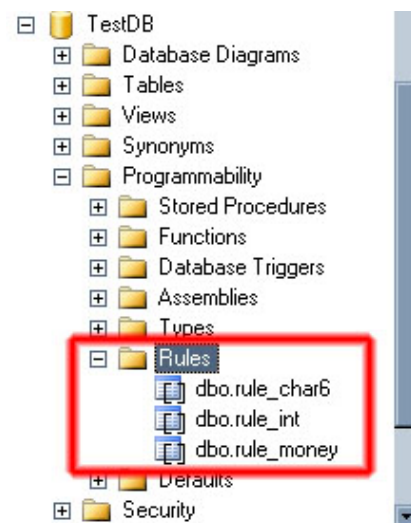 TestDB
Database Diagrams
Tables
Views
Synonyms
Programmability
Stored Procedures
Functions
Database Triggers
Assemblies
Types
Rules
dbo.rule_char6
dbo.rule_int
dbo.rule_money
Defaults
Security